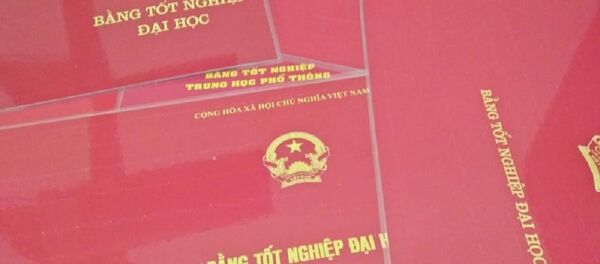 BẰNG TỐT NGHIỆP
ĐẠI HỌC
BẰNG TỐT NGHIỆP
TRUNG HỌC PHỔ THÔNG
CỘNG HÒA XÃ HỘI CHỦ NGHĨA VIỆT NAM
BẰNG TỐT NGHIỆP ĐẠI H
BẰNG TỐT NGHIỆP ĐẠI HỌC